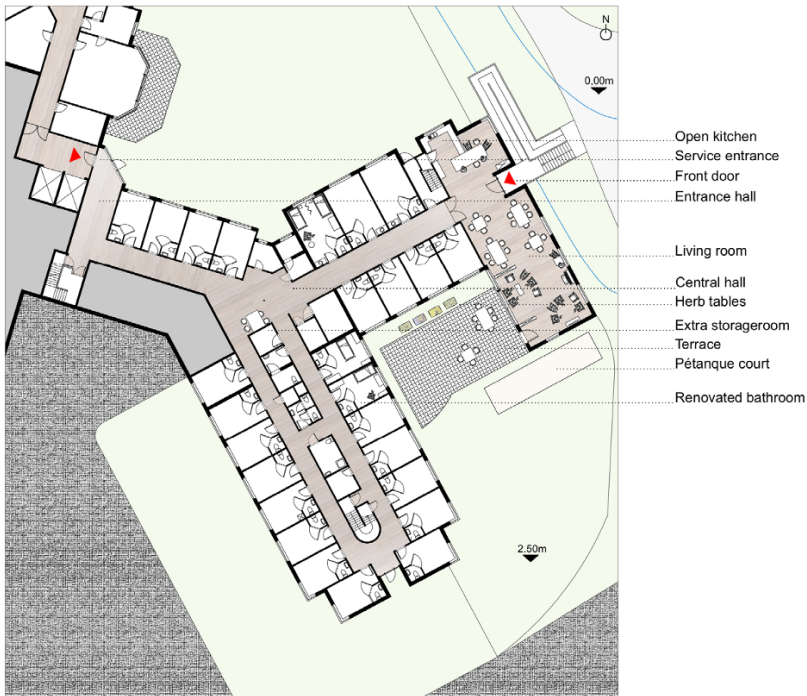 N
0,00m
Open kitchen
Service entrance
Front door
Entrance hall
Living room
Central hall
Herb tables
Extra storageroom
Terrace
Pétanque court
Renovated bathroom
2.50m